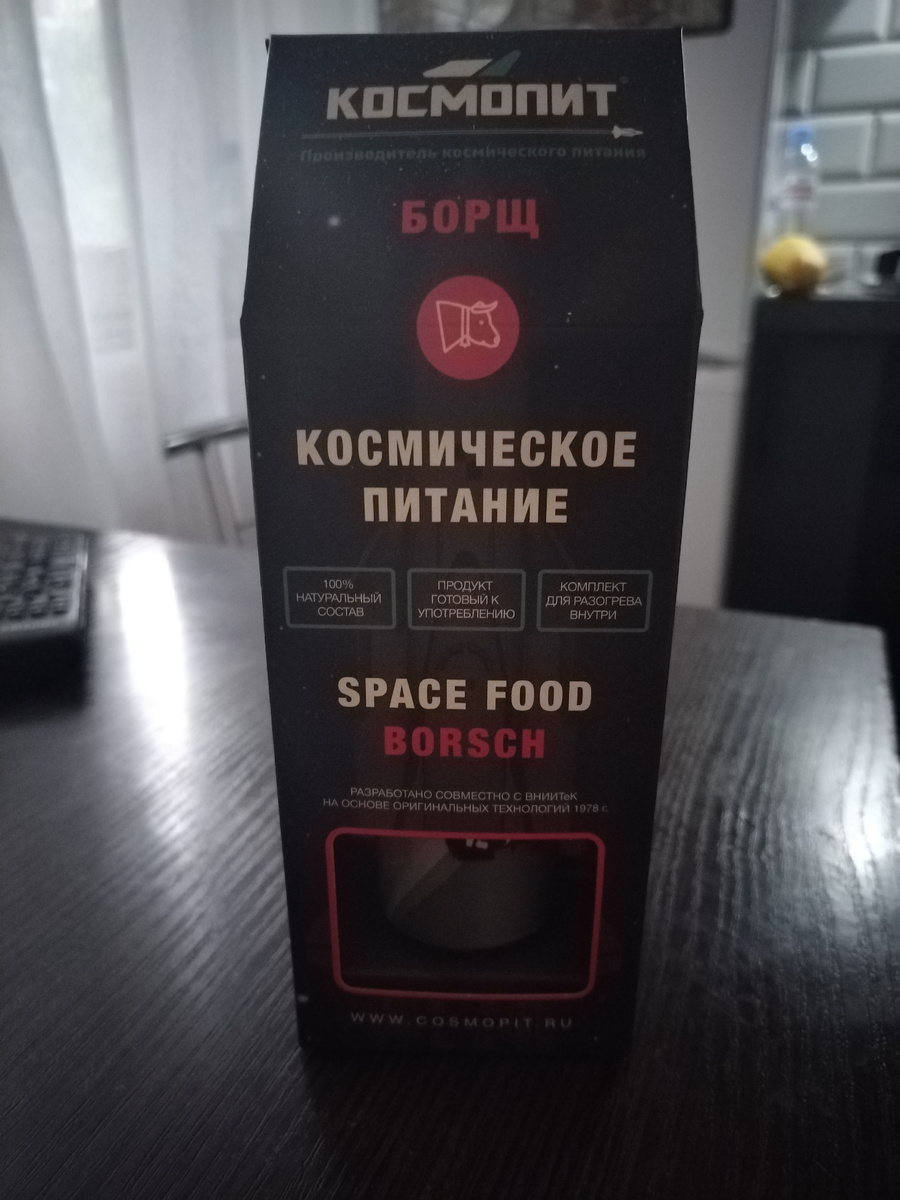 КОСМОПИТ
Производитель космического питания
БОРЩ
КОСМИЧЕСКОЕ
ПИТАНИЕ
100%
НАТУРАЛЬНЫЙ
СОСТАВ
ПРОДУКТ
ГОТОВЫЙ К
УПОТРЕБЛЕНИЮ
КОМПЛЕКТ
ДЛЯ РАЗОГРЕВА
ВНУТРИ
SPACE FOOD
BORSCH
РАЗРАБОТАНО СОВМЕСТНО С ВНИИТеК
НА ОСНОВЕ ОРИГИНАЛЬНЫХ ТЕХНОЛОГИЙ 1978 г.
WWW.COSMOPIT.RU